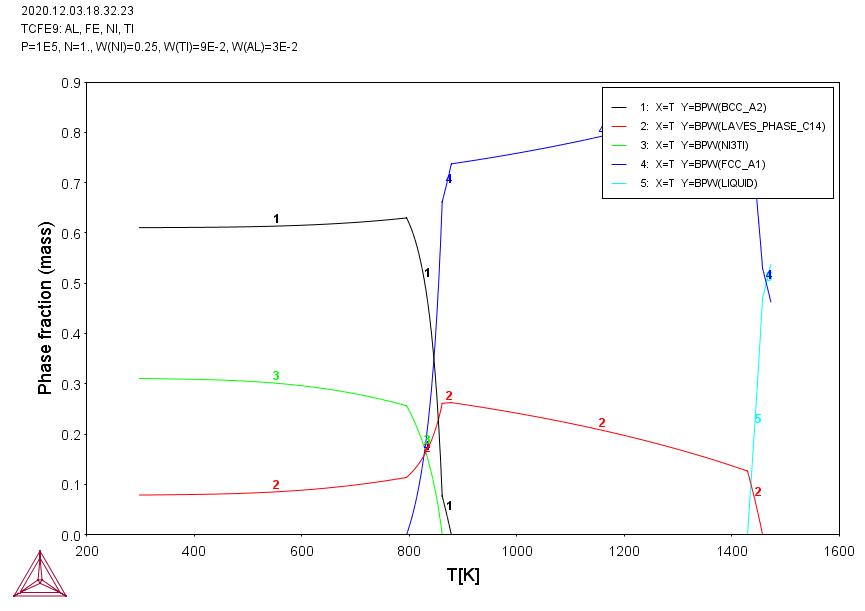 2020.12.03.18.32.23
TCFE9: AL, FE, NI, TI
P=1E5, N=1., W(NI)=0.25, W(TI)=9E-2, W(AL)=3E-2
1: X=T Y=BPW(BCC_A2)
2: X=T Y=BPW(LAVES_PHASE_C14)
3: X=T Y=BPW(NI3TI)
4: X=T Y=BPW(FCC_A1)
5: X=T Y=BPW(LIQUID)
Phase fraction (mass)
0.9
0.8
0.7
0.6
0.5
0.4
0.3
0.2
0.1
0.0
4
1
1
4
3
2
2
3
2
1
5
2
4
200 400 600 800 1000 1200 1400 1600
T[K]